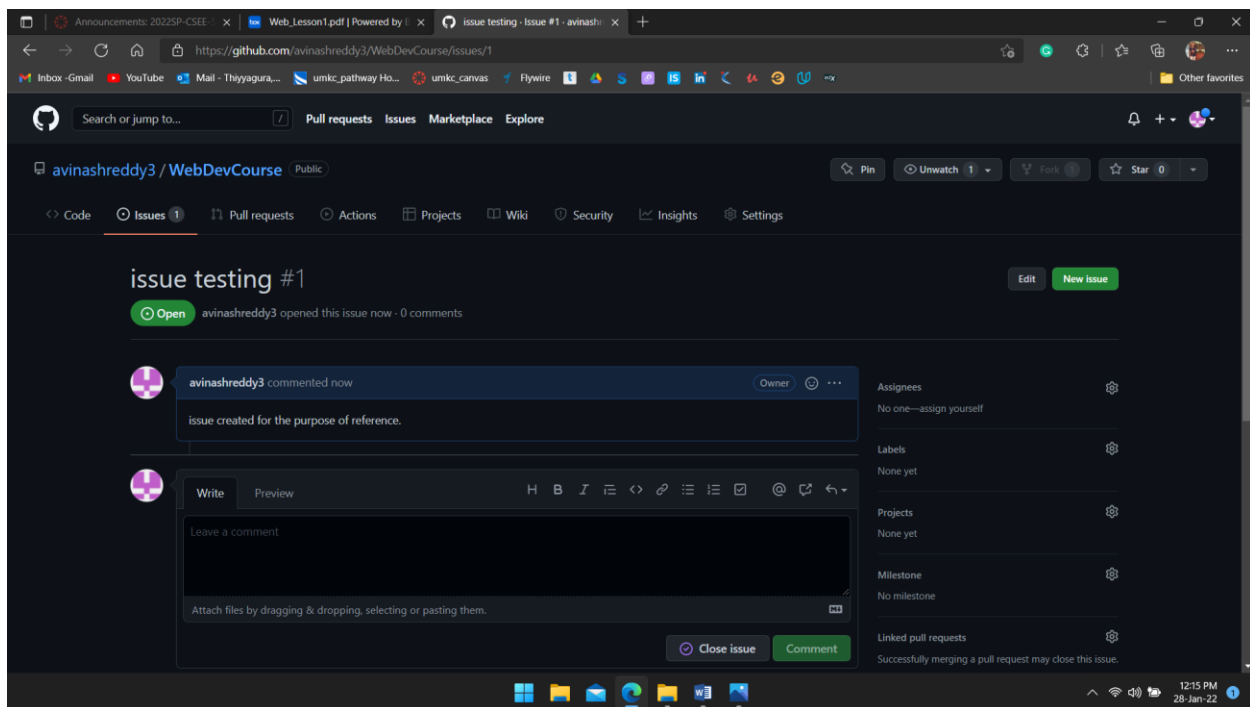 Announcements: 2022SP-CSEE-
Web_Lesson1.pdf | Powered by B
issue testing · Issue #1 · avinashr
https://github.com/avinashreddy3/WebDevCourse/issues/1
Inbox -Gmail YouTube Mail - Thiyyagura,... umkc_pathway Ho... umkc_canvas Flywire Other favorites
Search or jump to... / Pull requests Issues Marketplace Explore
avinashreddy3 / WebDevCourse Public
Pin Unwatch 1 Fork 1 Star 0
Code Issues 1 Pull requests Actions Projects Wiki Security Insights Settings
issue testing #1
Edit New issue
Open avinashreddy3 opened this issue now · 0 comments
avinashreddy3 commented now Owner
issue created for the purpose of reference.
Write Preview
Leave a comment
Attach files by dragging & dropping, selecting or pasting them.
Close issue Comment
Assignees
No one—assign yourself
Labels
None yet
Projects
None yet
Milestone
No milestone
Linked pull requests
Successfully merging a pull request may close this issue.
12:15 PM
28-Jan-22
1